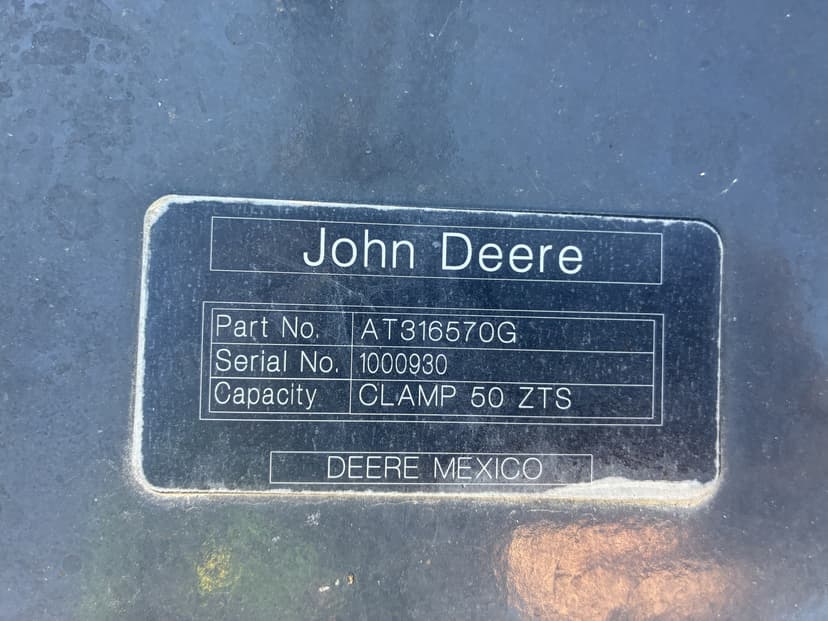 John Deere
Part No. AT316570G
Serial No. 1000930
Capacity CLAMP 50 ZTS
DEERE MEXICO